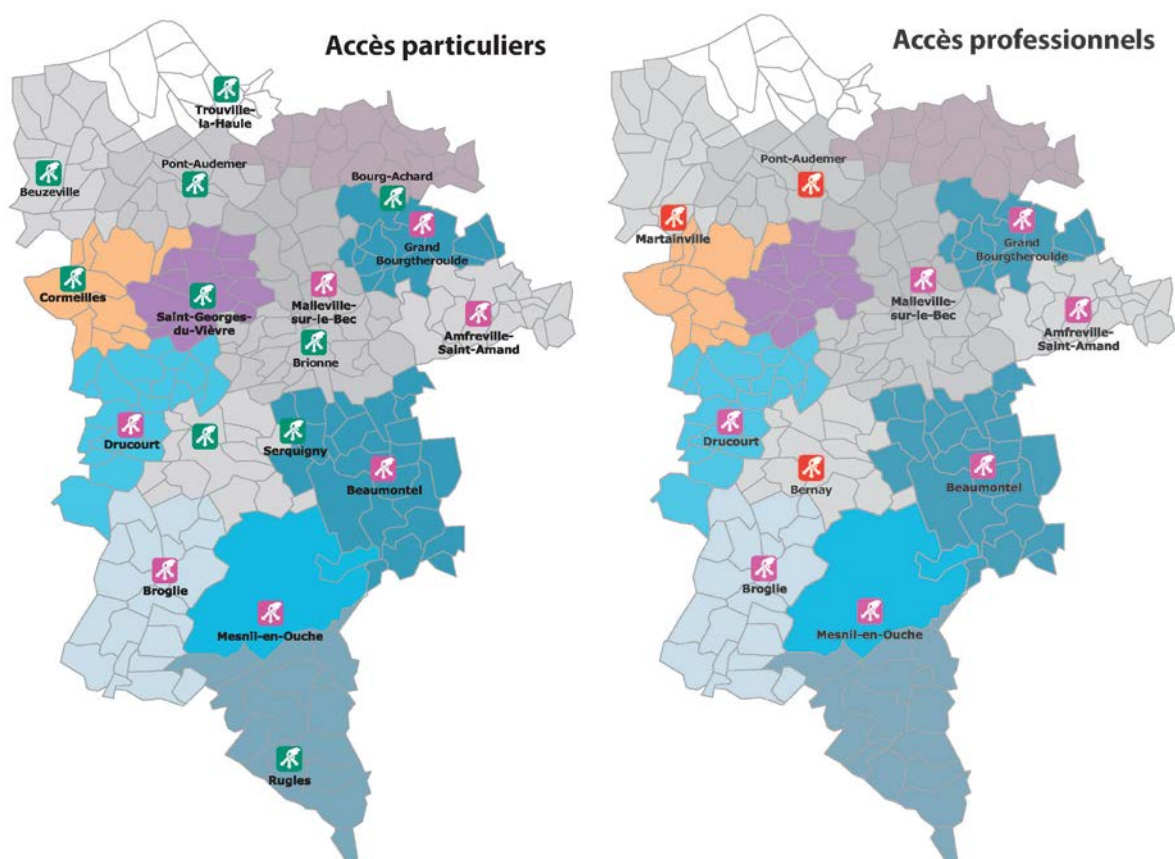 Accès particuliers
Trouville-
la-Haule
Pont-Audemer
Bourg-Achard
Beuzeville
Grand
Bourgtheroulde
Cormeilles
Saint-Georges-
du-Vièvre
Malleville-
sur-le-Bec
Amfreville-
Saint-Amand
Brionne
Drucourt
Serquigny
Beaumontel
Broglie
Mesnil-en-Ouche
Rugles
Accès professionnels
Pont-Audemer
Martainville
Grand
Bourgtheroulde
Malleville-
sur-le-Bec
Amfreville-
Saint-Amand
Drucourt
Bernay
Beaumontel
Broglie
Mesnil-en-Ouche